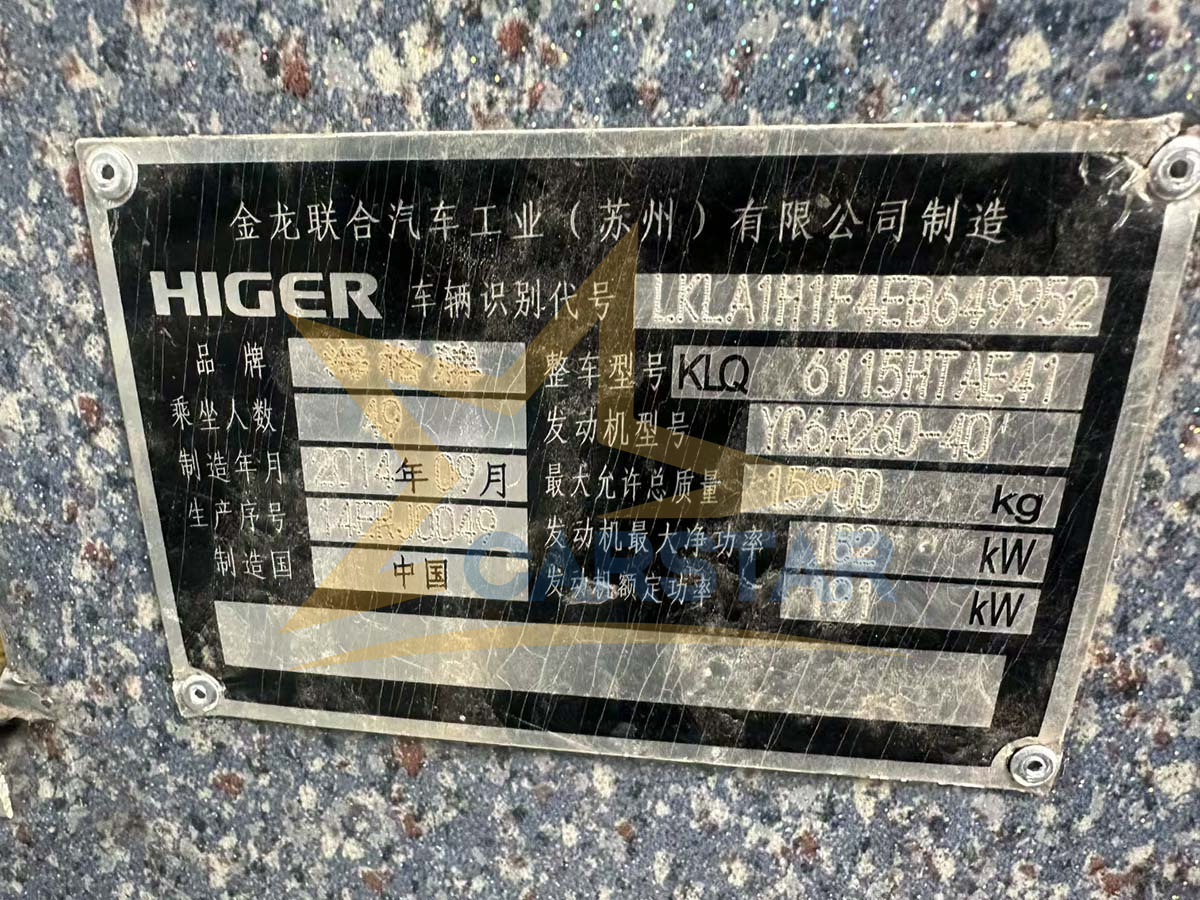 金龙联合汽车工业（苏州）有限公司制造
HIGER 车辆识别代号 LKLA1H1F4EB649952
品牌 海格牌 整车型号 KLQ 6115HTAE41
乘坐人数 49 发动机型号 YC6A260-40
制造年月 2014年09月 最大允许总质量 15900 kg
生产序号 发动机最大净功率 kW
制造国 中国 发动机额定功率 191 kW
CARSTAR